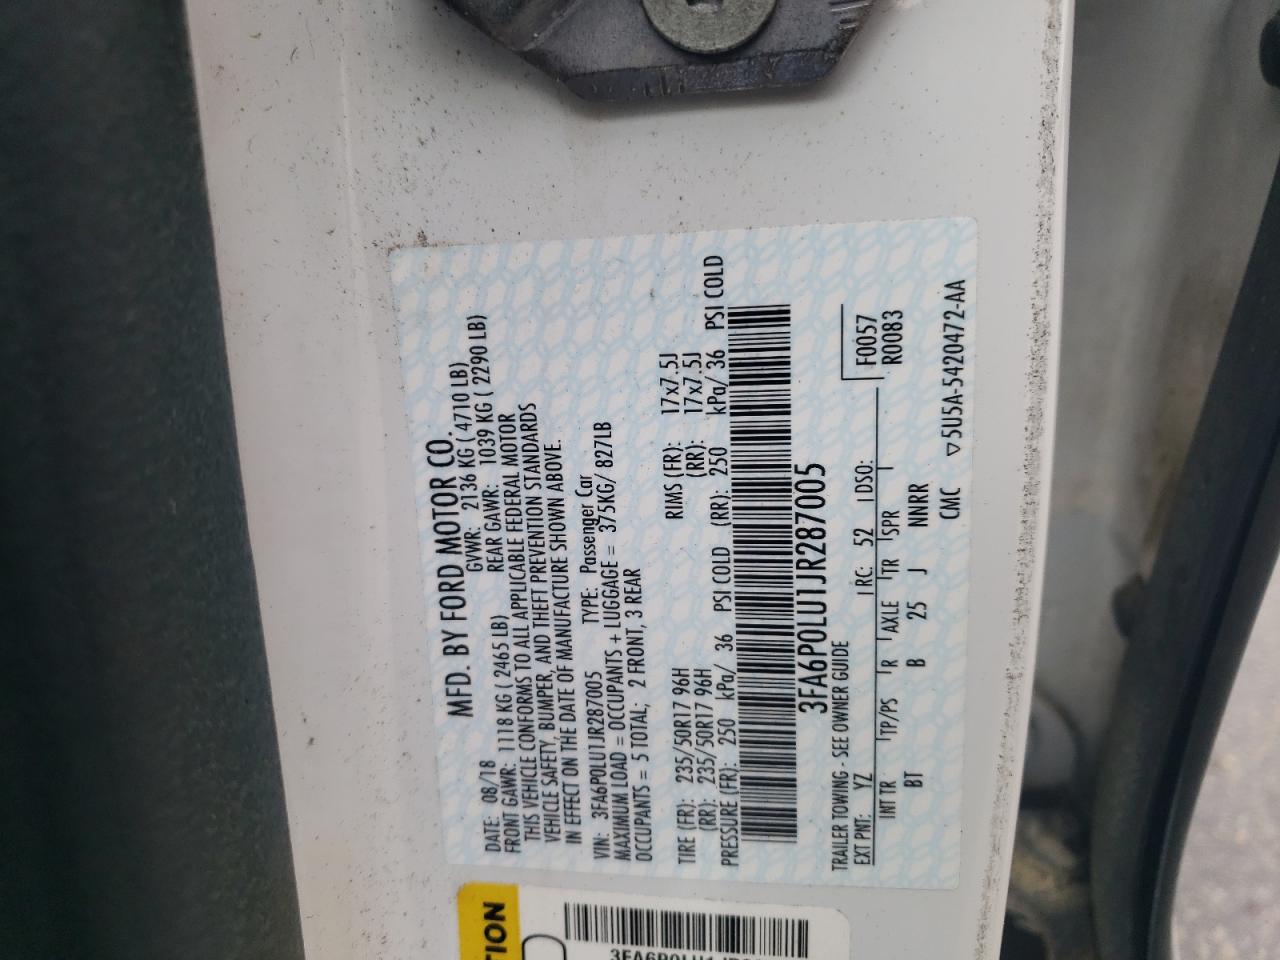 MFD. BY FORD MOTOR CO.
DATE: 08/18 GVWR: 2136 KG ( 4710 LB)
FRONT GAWR: 1118 KG ( 2465 LB) REAR GAWR: 1039 KG ( 2290 LB)
THIS VEHICLE CONFORMS TO ALL APPLICABLE FEDERAL MOTOR
VEHICLE SAFETY, BUMPER, AND THEFT PREVENTION STANDARDS
IN EFFECT ON THE DATE OF MANUFACTURE SHOWN ABOVE.
VIN: 3FA6P0LU1JR287005 TYPE: Passenger Car
MAXIMUM LOAD = OCCUPANTS + LUGGAGE = 375KG/ 827LB
OCCUPANTS = 5 TOTAL; 2 FRONT, 3 REAR
TIRE (FR): 235/50R17 96H RIMS (FR): 17x7.5J
(RR): 235/50R17 96H (RR): 17x7.5J
PRESSURE (FR): 250 kPa/ 36 PSI COLD (RR): 250 kPa/ 36 PSI COLD
3FA6P0LU1JR287005
TRAILER TOWING - SEE OWNER GUIDE
F0057
EXT PNT: YZ RC: 52 DSO: R0083
INT TR TP/PS R AXLE TR SPR
BT B 25 J NNRR
CMC ▽5U5A-5420472-AA
TION